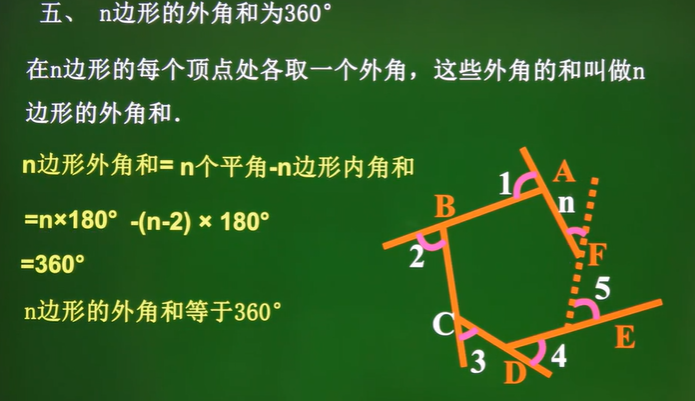 五、 n边形的外角和为360°
在n边形的每个顶点处各取一个外角，这些外角的和叫做n
边形的外角和.
n边形外角和= n个平角-n边形内角和
=n×180° -(n-2) × 180°
=360°
n边形的外角和等于360°
1
A
B
n
2
F
5
C
E
3
D
4